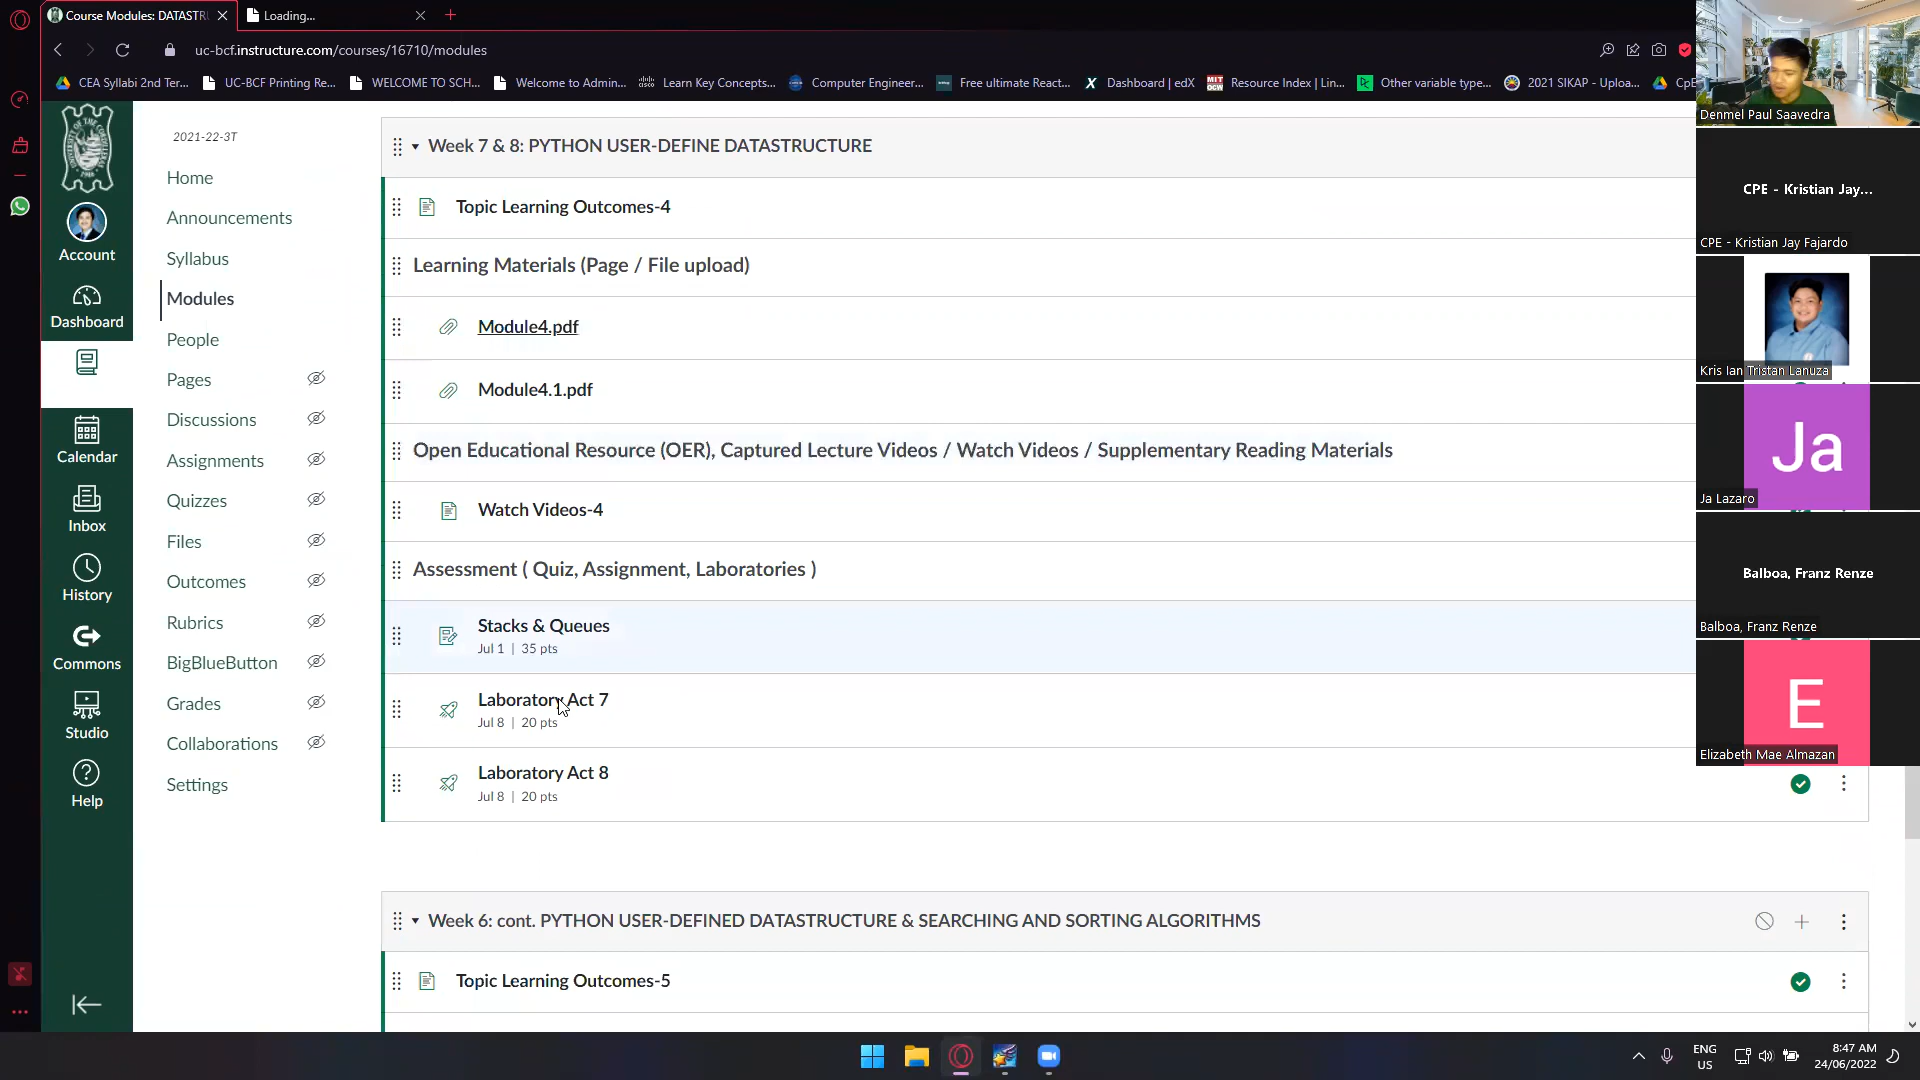 Course Modules: DATASTR
Loading...
uc-bcf.instructure.com/courses/16710/modules
CEA Syllabi 2nd Ter...
UC-BCF Printing Re...
WELCOME TO SCH...
Welcome to Admin...
Learn Key Concepts...
Computer Engineer...
Free ultimate React...
Dashboard | edX
Resource Index | Lin...
Other variable type...
2021 SIKAP - Uploa...
CpE
Account
Dashboard
Calendar
Inbox
History
Commons
Studio
Help
2021-22-3T
Home
Announcements
Syllabus
Modules
People
Pages
Discussions
Assignments
Quizzes
Files
Outcomes
Rubrics
BigBlueButton
Grades
Collaborations
Settings
Week 7 & 8: PYTHON USER-DEFINE DATASTRUCTURE
Topic Learning Outcomes-4
Learning Materials (Page / File upload)
Module4.pdf
Module4.1.pdf
Open Educational Resource (OER), Captured Lecture Videos / Watch Videos / Supplementary Reading Materials
Watch Videos-4
Assessment ( Quiz, Assignment, Laboratories )
Stacks & Queues
Jul 1 | 35 pts
Laboratory Act 7
Jul 8 | 20 pts
Laboratory Act 8
Jul 8 | 20 pts
Week 6: cont. PYTHON USER-DEFINED DATASTRUCTURE & SEARCHING AND SORTING ALGORITHMS
Topic Learning Outcomes-5
Denmel Paul Saavedra
CPE - Kristian Jay...
CPE - Kristian Jay Fajardo
Kris Ian Tristan Lanuza
Ja
Ja Lazaro
Balboa, Franz Renze
Balboa, Franz Renze
E
Elizabeth Mae Almazan
ENG
US
8:47 AM
24/06/2022